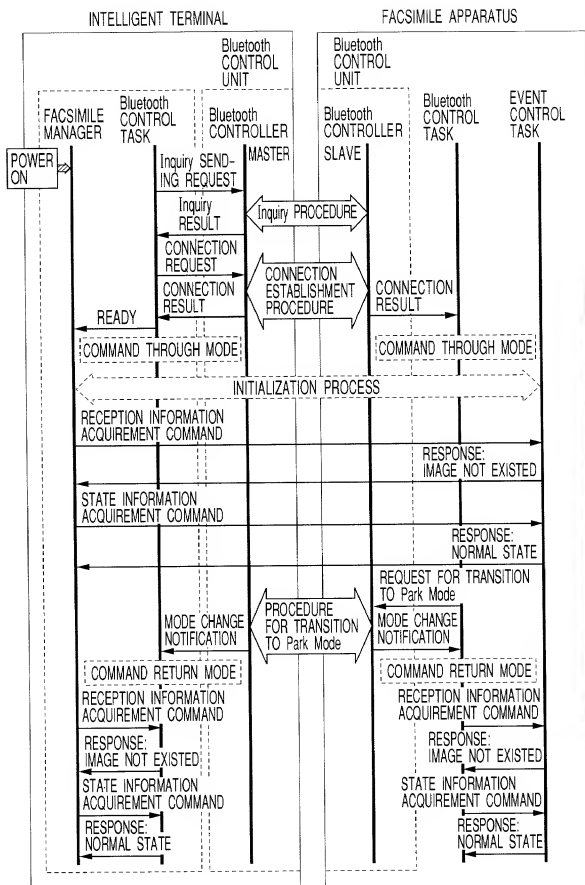 INTELLIGENT TERMINAL
FACSIMILE APPARATUS
Bluetooth
CONTROL
UNIT
Bluetooth
CONTROL
UNIT
FACSIMILE
MANAGER
Bluetooth
CONTROL
TASK
Bluetooth
CONTROLLER
Bluetooth
CONTROLLER
Bluetooth
CONTROL
TASK
EVENT
CONTROL
TASK
POWER
ON
MASTER
SLAVE
Inquiry SEND-
ING REQUEST
Inquiry
RESULT
Inquiry PROCEDURE
CONNECTION
REQUEST
CONNECTION
RESULT
CONNECTION
ESTABLISHMENT
PROCEDURE
CONNECTION
RESULT
READY
COMMAND THROUGH MODE
COMMAND THROUGH MODE
INITIALIZATION PROCESS
RECEPTION INFORMATION
ACQUIREMENT COMMAND
RESPONSE:
IMAGE NOT EXISTED
STATE INFORMATION
ACQUIREMENT COMMAND
RESPONSE:
NORMAL STATE
REQUEST FOR TRANSITION
TO Park Mode
MODE CHANGE
NOTIFICATION
PROCEDURE
FOR TRANSITION
TO Park Mode
MODE CHANGE
NOTIFICATION
COMMAND RETURN MODE
COMMAND RETURN MODE
RECEPTION INFORMATION
ACQUIREMENT COMMAND
RECEPTION INFORMATION
ACQUIREMENT COMMAND
RESPONSE:
IMAGE NOT EXISTED
RESPONSE:
IMAGE NOT EXISTED
STATE INFORMATION
ACQUIREMENT COMMAND
STATE INFORMATION
ACQUIREMENT COMMAND
RESPONSE:
NORMAL STATE
RESPONSE:
NORMAL STATE